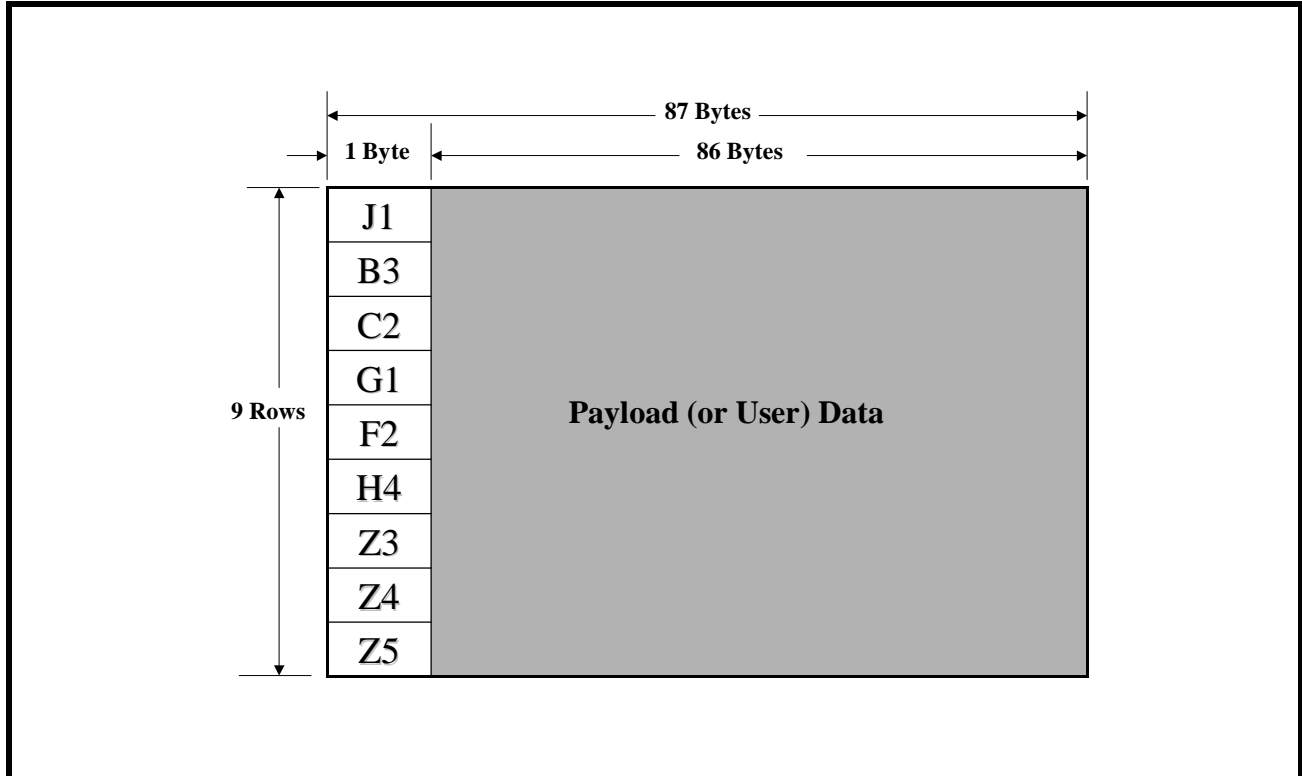 87 Bytes
1 Byte 86 Bytes
J1
B3
C2
G1
9 Rows Payload (or User) Data
F2
H4
Z3
Z4
Z5